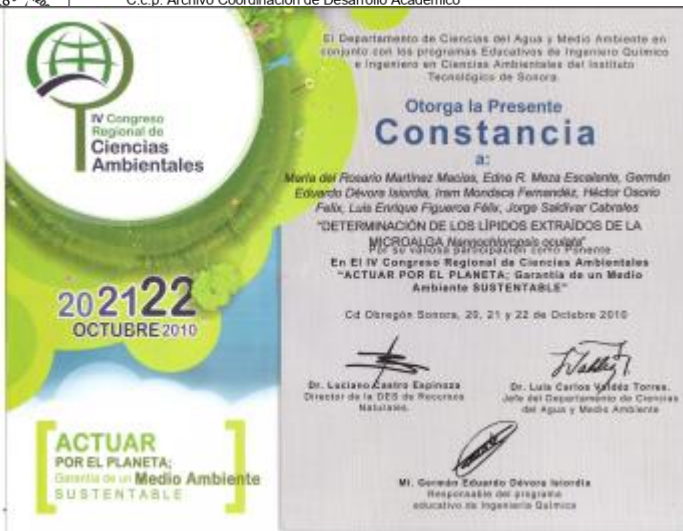 C.c.p. Archivo Coordinación de Desarrollo Académico
IV Congreso
Regional de
Ciencias
Ambientales
20 21 22
OCTUBRE 2010
ACTUAR
POR EL PLANETA;
Garantía de un Medio Ambiente
SUSTENTABLE
El Departamento de Ciencias del Agua y Medio Ambiente en
conjunto con los programas Educativos de Ingeniero Químico
e Ingeniero en Ciencias Ambientales del Instituto
Tecnológico de Sonora.
Otorga la Presente
Constancia
a:
María del Rosario Martínez Macias, Edna R. Meza Escalante, Germán
Eduardo Dévora Isiordia, Iram Mondaca Fernández, Héctor Osorio
Felix, Luis Enrique Figueroa Félix, Jorge Saldivar Cabrales
"DETERMINACIÓN DE LOS LÍPIDOS EXTRAÍDOS DE LA
MICROALGA Nannochloropsis oculata"
Por su valiosa participación como Ponente
En El IV Congreso Regional de Ciencias Ambientales
"ACTUAR POR EL PLANETA; Garantía de un Medio
Ambiente SUSTENTABLE"
Cd Obregón Sonora, 20, 21 y 22 de Octubre 2010
Dr. Luciano Castro Espinoza
Director de la DES de Recursos
Naturales.
Dr. Luis Carlos Valdéz Torres.
Jefe del Departamento de Ciencias
del Agua y Medio Ambiente
Mi. Germán Eduardo Dévora Isiordia
Responsable del programa
educativo de Ingeniería Química